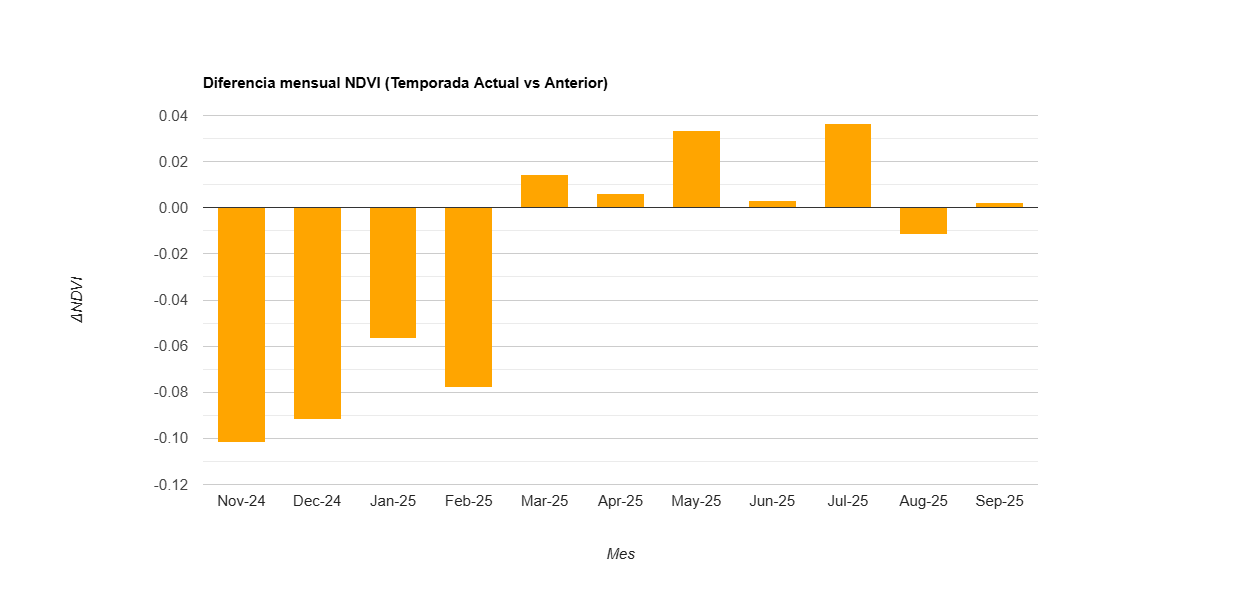 Diferencia mensual NDVI (Temporada Actual vs Anterior)
0.04
0.02
0.00
-0.02
-0.04
-0.06
-0.08
-0.10
-0.12
ΔNDVI
Nov-24 Dec-24 Jan-25 Feb-25 Mar-25 Apr-25 May-25 Jun-25 Jul-25 Aug-25 Sep-25
Mes